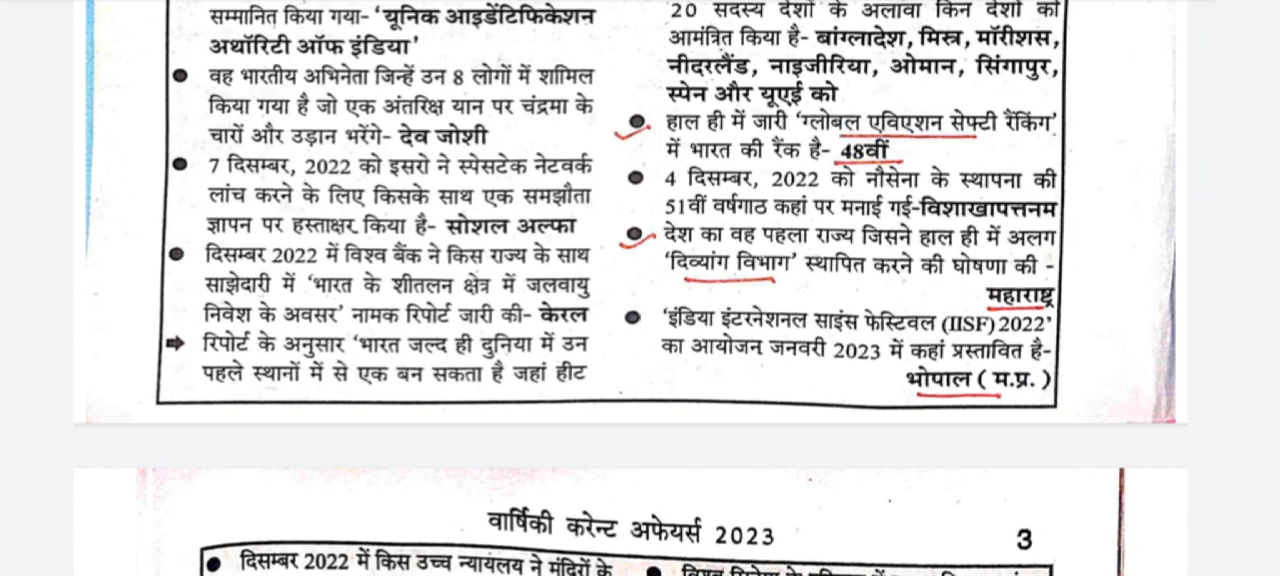 सम्मानित किया गया- 'यूनिक आइडेंटिफिकेशन
अथॉरिटी ऑफ इंडिया'
● वह भारतीय अभिनेता जिन्हें उन 8 लोगों में शामिल
किया गया है जो एक अंतरिक्ष यान पर चंद्रमा के
चारों और उड़ान भरेंगे- देव जोशी
● 7 दिसम्बर, 2022 को इसरो ने स्पेसटेक नेटवर्क
लांच करने के लिए किसके साथ एक समझौता
ज्ञापन पर हस्ताक्षर किया है- सोशल अल्फा
● दिसम्बर 2022 में विश्व बैंक ने किस राज्य के साथ
साझेदारी में 'भारत के शीतलन क्षेत्र में जलवायु
निवेश के अवसर' नामक रिपोर्ट जारी की- केरल
➡ रिपोर्ट के अनुसार 'भारत जल्द ही दुनिया में उन
पहले स्थानों में से एक बन सकता है जहां हीट
20 सदस्य देशों के अलावा किन देशों को
आमंत्रित किया है- बांग्लादेश, मिस्र, मॉरीशस,
नीदरलैंड, नाइजीरिया, ओमान, सिंगापुर,
स्पेन और यूएई को
● हाल ही में जारी 'ग्लोबल एविएशन सेफ्टी रैंकिंग'
में भारत की रैंक है- 48वीं
● 4 दिसम्बर, 2022 को नौसेना के स्थापना की
51वीं वर्षगाठ कहां पर मनाई गई-विशाखापत्तनम
● देश का वह पहला राज्य जिसने हाल ही में अलग
'दिव्यांग विभाग' स्थापित करने की घोषणा की -
महाराष्ट्र
● 'इंडिया इंटरनेशनल साइंस फेस्टिवल (IISF) 2022'
का आयोजन जनवरी 2023 में कहां प्रस्तावित है-
भोपाल ( म.प्र. )
वार्षिकी करेन्ट अफेयर्स 2023
3
● दिसम्बर 2022 में किस उच्च न्यायलय ने मंदिरों के